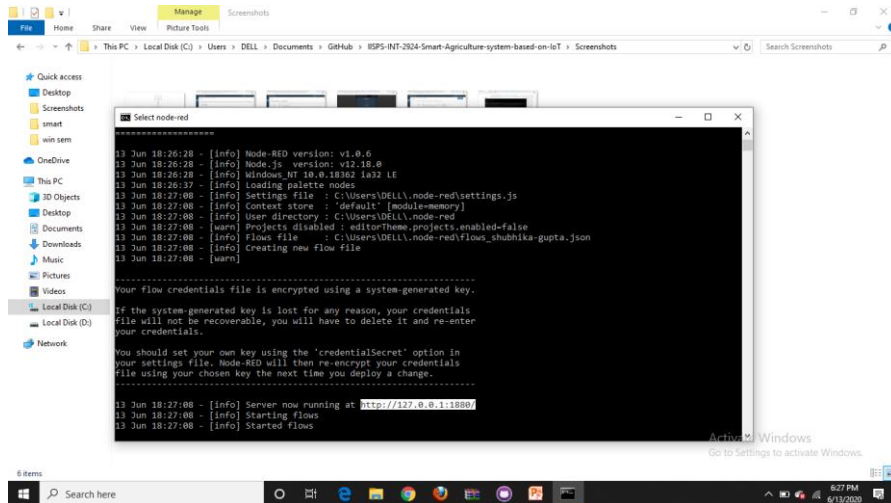 Manage
Screenshots
File
Home
Share
View
Picture Tools
This PC > Local Disk (C:) > Users > DELL > Documents > GitHub > IISPS-INT-2924-Smart-Agriculture-system-based-on-IoT > Screenshots
Search Screenshots
Quick access
Desktop
Screenshots
smart
win sem
OneDrive
This PC
3D Objects
Desktop
Documents
Downloads
Music
Pictures
Videos
Local Disk (C:)
Local Disk (D:)
Network
Select node-red
===================
13 Jun 18:26:28 - [info] Node-RED version: v1.0.6
13 Jun 18:26:28 - [info] Node.js  version: v12.18.0
13 Jun 18:26:28 - [info] Windows_NT 10.0.18362 ia32 LE
13 Jun 18:26:37 - [info] Loading palette nodes
13 Jun 18:27:08 - [info] Settings file  : C:\Users\DELL\.node-red\settings.js
13 Jun 18:27:08 - [info] Context store  : 'default' [module=memory]
13 Jun 18:27:08 - [info] User directory : C:\Users\DELL\.node-red
13 Jun 18:27:08 - [warn] Projects disabled : editorTheme.projects.enabled=false
13 Jun 18:27:08 - [info] Flows file     : C:\Users\DELL\.node-red\flows_shubhika-gupta.json
13 Jun 18:27:08 - [info] Creating new flow file
13 Jun 18:27:08 - [warn]
---------------------------------------------------------------------
Your flow credentials file is encrypted using a system-generated key.
If the system-generated key is lost for any reason, your credentials
file will not be recoverable, you will have to delete it and re-enter
your credentials.
You should set your own key using the 'credentialSecret' option in
your settings file. Node-RED will then re-encrypt your credentials
file using your chosen key the next time you deploy a change.
---------------------------------------------------------------------
13 Jun 18:27:08 - [info] Server now running at http://127.0.0.1:1880/
13 Jun 18:27:08 - [info] Starting flows
13 Jun 18:27:08 - [info] Started flows
Activate Windows
Go to Settings to activate Windows.
6 items
Search here
6:27 PM
6/13/2020